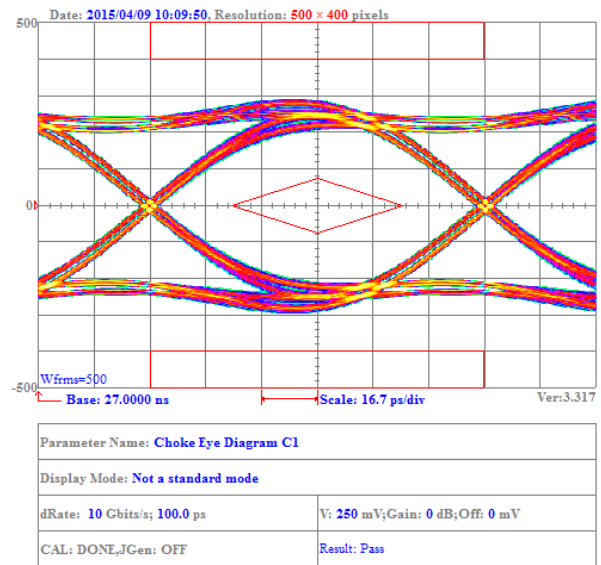 Date: 2015/04/09 10:09:50, Resolution: 500 × 400 pixels
500
0
-500
Wfrms=500
Base: 27.0000 ns
Scale: 16.7 ps/div
Ver:3.317
Parameter Name: Choke Eye Diagram C1
Display Mode: Not a standard mode
dRate: 10 Gbits/s; 100.0 ps
V: 250 mV;Gain: 0 dB;Off: 0 mV
CAL: DONE,JGen: OFF
Result: Pass